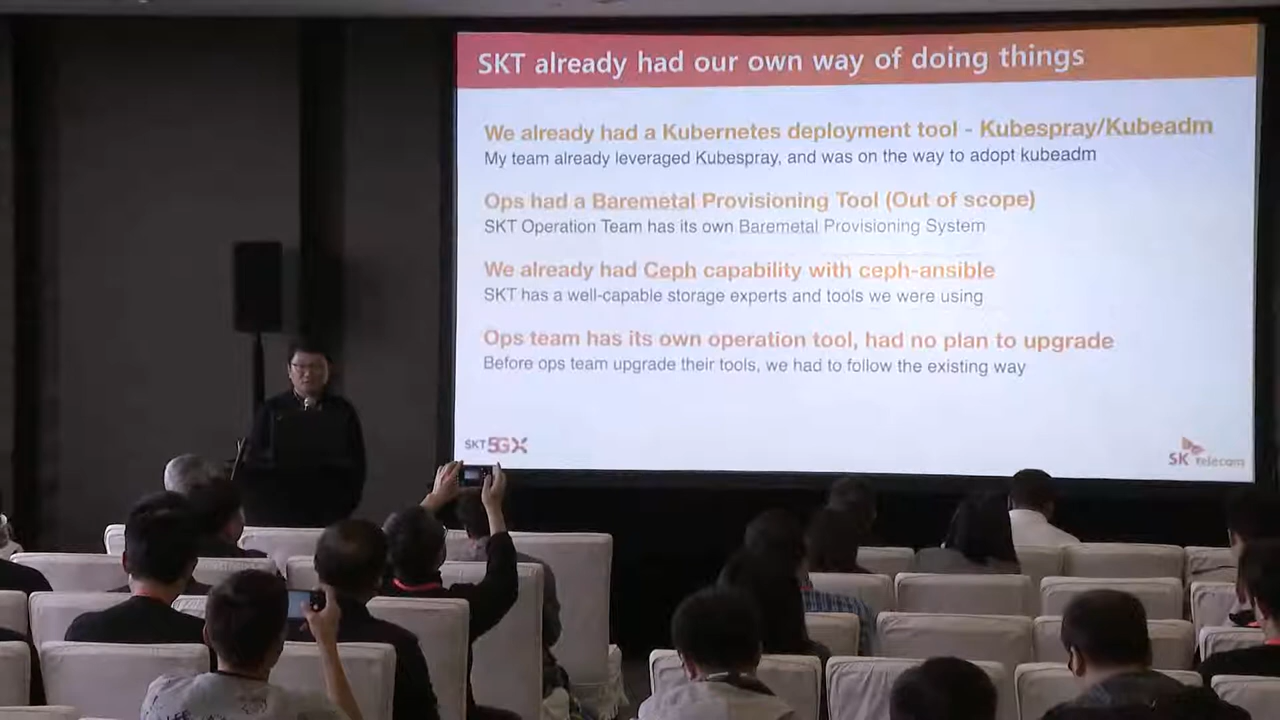 SKT already had our own way of doing things
We already had a Kubernetes deployment tool - Kubespray/Kubeadm
My team already leveraged Kubespray, and was on the way to adopt kubeadm
Ops had a Baremetal Provisioning Tool (Out of scope)
SKT Operation Team has its own Baremetal Provisioning System
We already had Ceph capability with ceph-ansible
SKT has a well-capable storage experts and tools we were using
Ops team has its own operation tool, had no plan to upgrade
Before ops team upgrade their tools, we had to follow the existing way
SKT 5GX
SK telecom